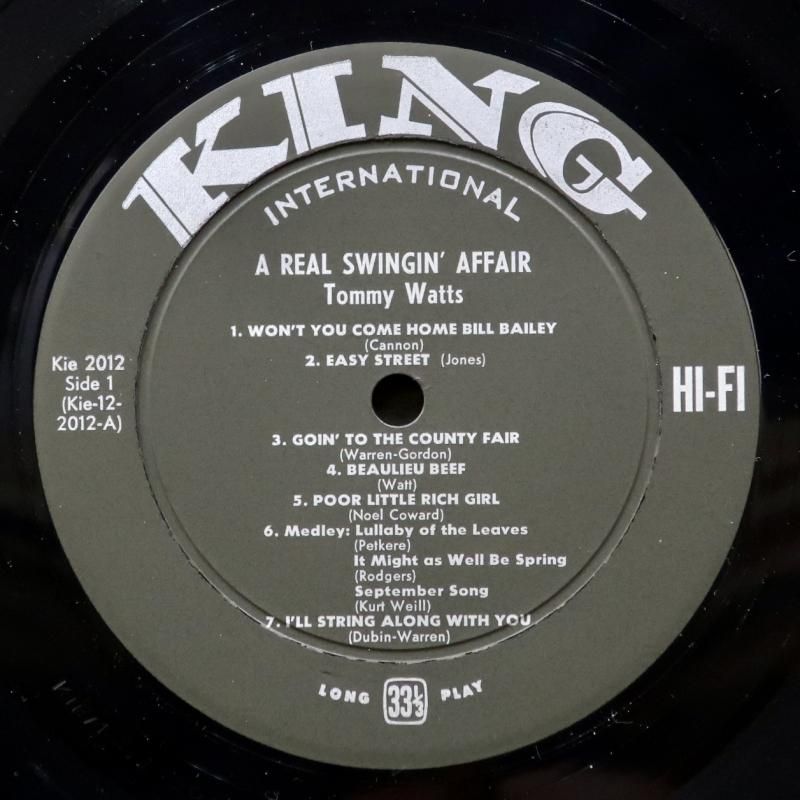 KING
INTERNATIONAL
A REAL SWINGIN' AFFAIR
Tommy Watts
1. WON'T YOU COME HOME BILL BAILEY
(Cannon)
2. EASY STREET (Jones)
Kie 2012
Side 1
(Kie-12-
2012-A)
HI-FI
3. GOIN' TO THE COUNTY FAIR
(Warren-Gordon)
4. BEAULIEU BEEF
(Watt)
5. POOR LITTLE RICH GIRL
(Noel Coward)
6. Medley: Lullaby of the Leaves
(Petkere)
It Might as Well Be Spring
(Rodgers)
September Song
(Kurt Weill)
7. I'LL STRING ALONG WITH YOU
(Dubin-Warren)
LONG 33⅓ PLAY